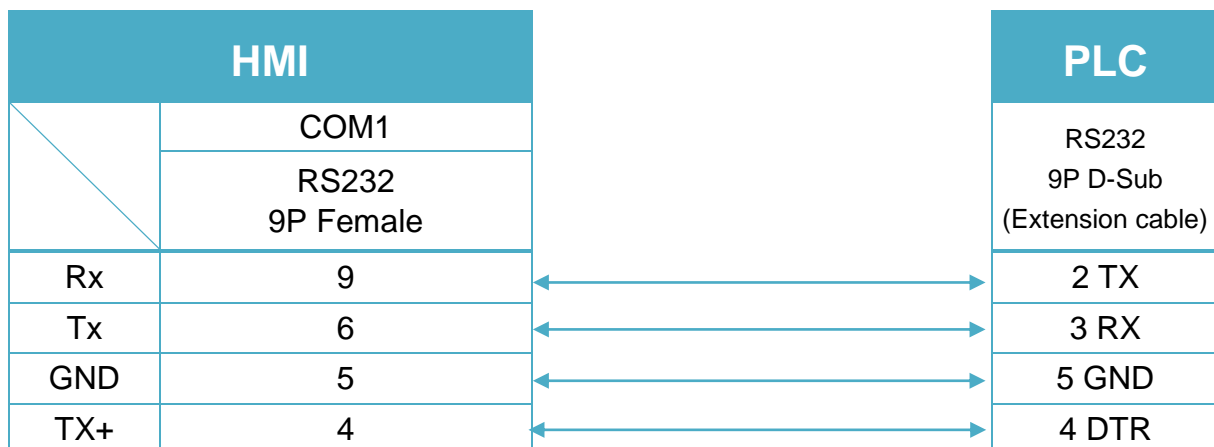 HMI
PLC
COM1
RS232
9P Female
RS232
9P D-Sub
(Extension cable)
Rx 9 2 TX
Tx 6 3 RX
GND 5 5 GND
TX+ 4 4 DTR